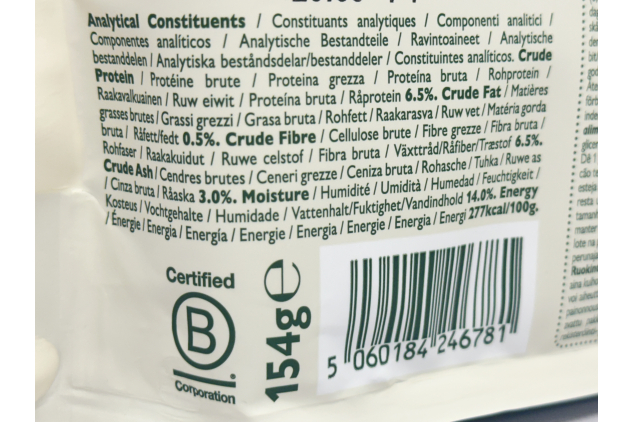 Analytical Constituents / Constituants analytiques / Componenti analitici /
Componentes analíticos / Analytische Bestandteile / Ravintoaineet / Analytische
bestanddelen / Analytiska beståndsdelar/bestanddeler / Constituintes analíticos. Crude
Protein / Protéine brute / Proteina grezza / Proteína bruta / Rohprotein /
Raakavalkuainen / Ruw eiwit / Proteína bruta / Råprotein 6.5%. Crude Fat / Matières
grasses brutes / Grassi grezzi / Grasa bruta / Rohfett / Raakarasva / Ruw vet / Matéria gorda
bruta / Råfett/fedt 0.5%. Crude Fibre / Cellulose brute / Fibre grezze / Fibra bruta /
Rohfaser / Raakakuidut / Ruwe celstof / Fibra bruta / Växttråd/Råfiber/Træstof 6.5%.
Crude Ash / Cendres brutes / Ceneri grezze / Ceniza bruta / Rohasche / Tuhka / Ruwe as
/ Cinza bruta / Råaska 3.0%. Moisture / Humidité / Umidità / Humedad / Feuchtigkeit /
Kosteus / Vochtgehalte / Humidade / Vattenhalt/Fuktighet/Vandindhold 14.0%. Energy
/ Énergie / Energia / Energía / Energie / Energia / Energie / Energia / Energi 277kcal/100g.
Certified
B
Corporation
154g℮
5 060184 246781